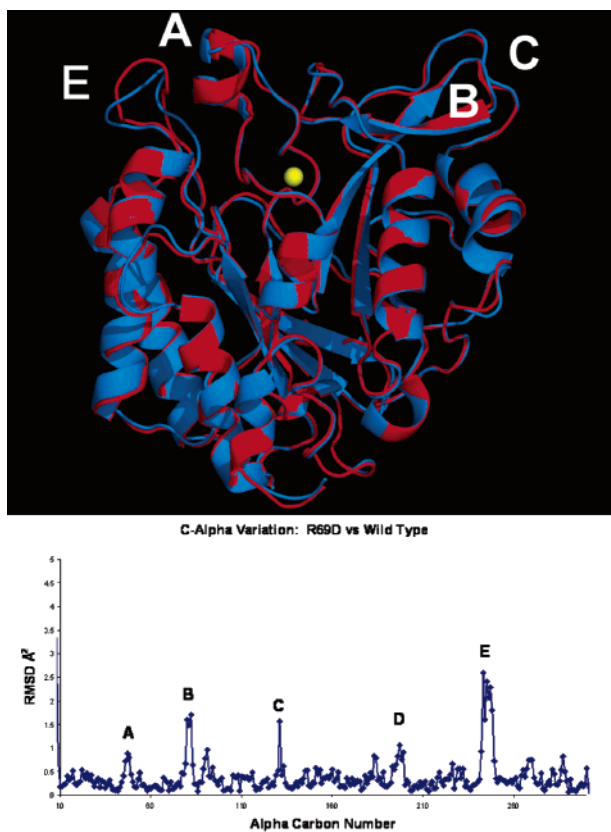 A
C
E
B
C-Alpha Variation: R69D vs Wild Type
5
4.5
4
3.5
3
2.5
2
1.5
1
0.5
0
RMSD Å²
A
B
C
D
E
10 60 110 160 210 260
Alpha Carbon Number